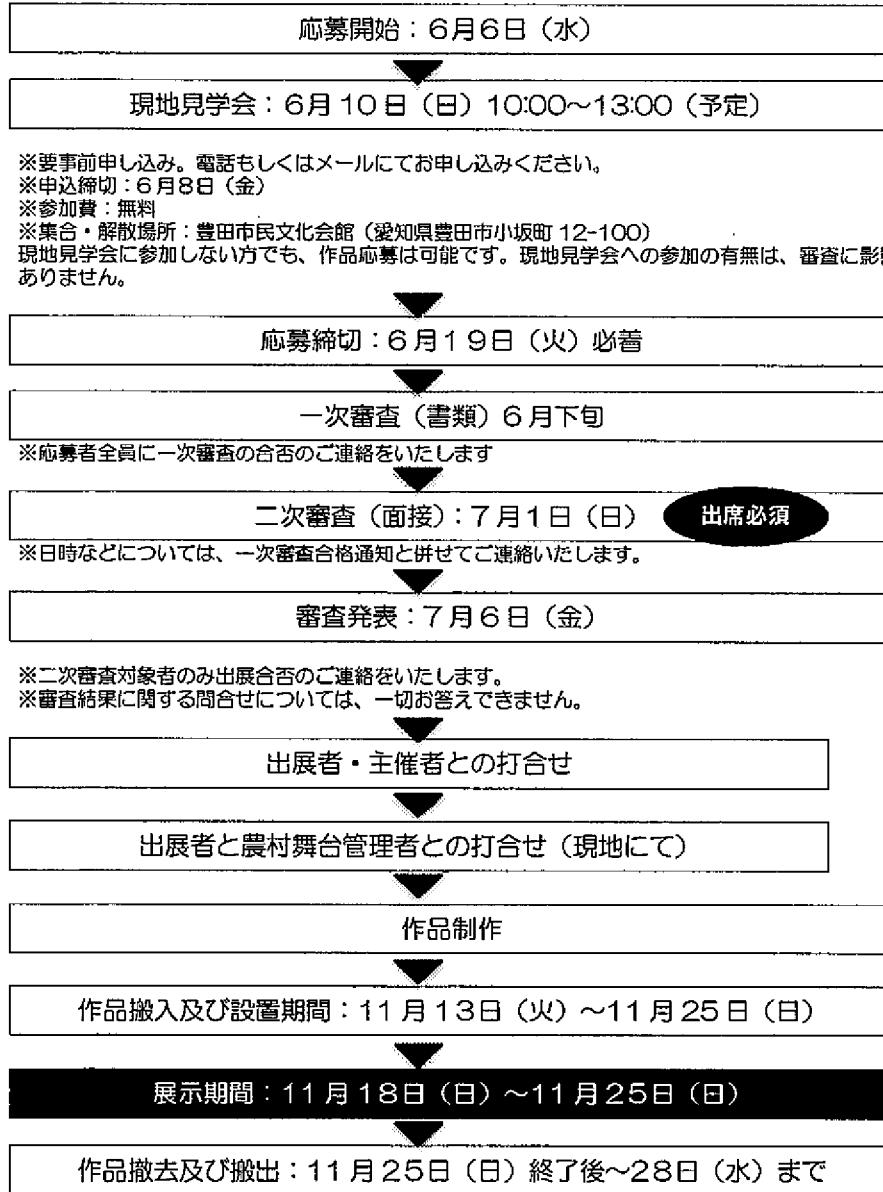 応募開始：６月６日（水）
現地見学会：６月１０日（日）10:00～13:00（予定）
※要事前申し込み。電話もしくはメールにてお申し込みください。
※申込締切：６月８日（金）
※参加費：無料
※集合・解散場所：豊田市民文化会館（愛知県豊田市小坂町 12-100）
現地見学会に参加しない方でも、作品応募は可能です。現地見学会への参加の有無は、審査に影
ありません。
応募締切：６月１９日（火）必着
一次審査（書類）６月下旬
※応募者全員に一次審査の合否のご連絡をいたします
二次審査（面接）：７月１日（日） 出席必須
※日時などについては、一次審査合格通知と併せてご連絡いたします。
審査発表：７月６日（金）
※二次審査対象者のみ出展合否のご連絡をいたします。
※審査結果に関する問合せについては、一切お答えできません。
出展者・主催者との打合せ
出展者と農村舞台管理者との打合せ（現地にて）
作品制作
作品搬入及び設置期間：11月13日（火）～11月25日（日）
展示期間：11月18日（日）～11月25日（日）
作品撤去及び搬出：11月25日（日）終了後～28日（水）まで